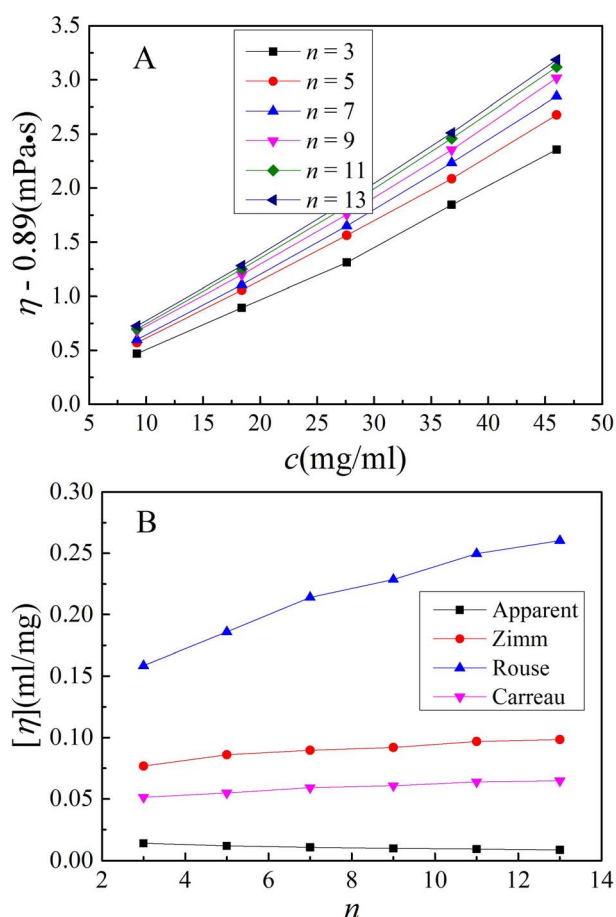 A
n = 3
n = 5
n = 7
n = 9
n = 11
n = 13
3.5
3.0
2.5
2.0
1.5
1.0
0.5
0.0
η - 0.89(mPa•s)
5 10 15 20 25 30 35 40 45 50
c(mg/ml)
B
Apparent
Zimm
Rouse
Carreau
0.30
0.25
0.20
0.15
0.10
0.05
0.00
[η](ml/mg)
2 4 6 8 10 12 14
n